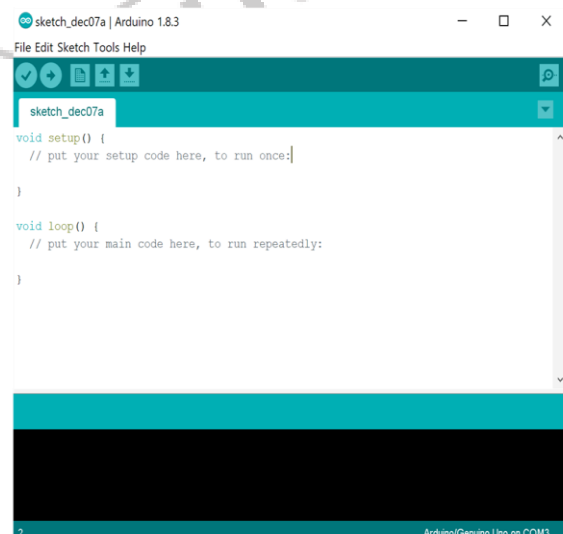 sketch_dec07a | Arduino 1.8.3
File Edit Sketch Tools Help
sketch_dec07a
void setup() {
// put your setup code here, to run once:
}
void loop() {
// put your main code here, to run repeatedly:
}
2
Arduino/Genuino Uno on COM3